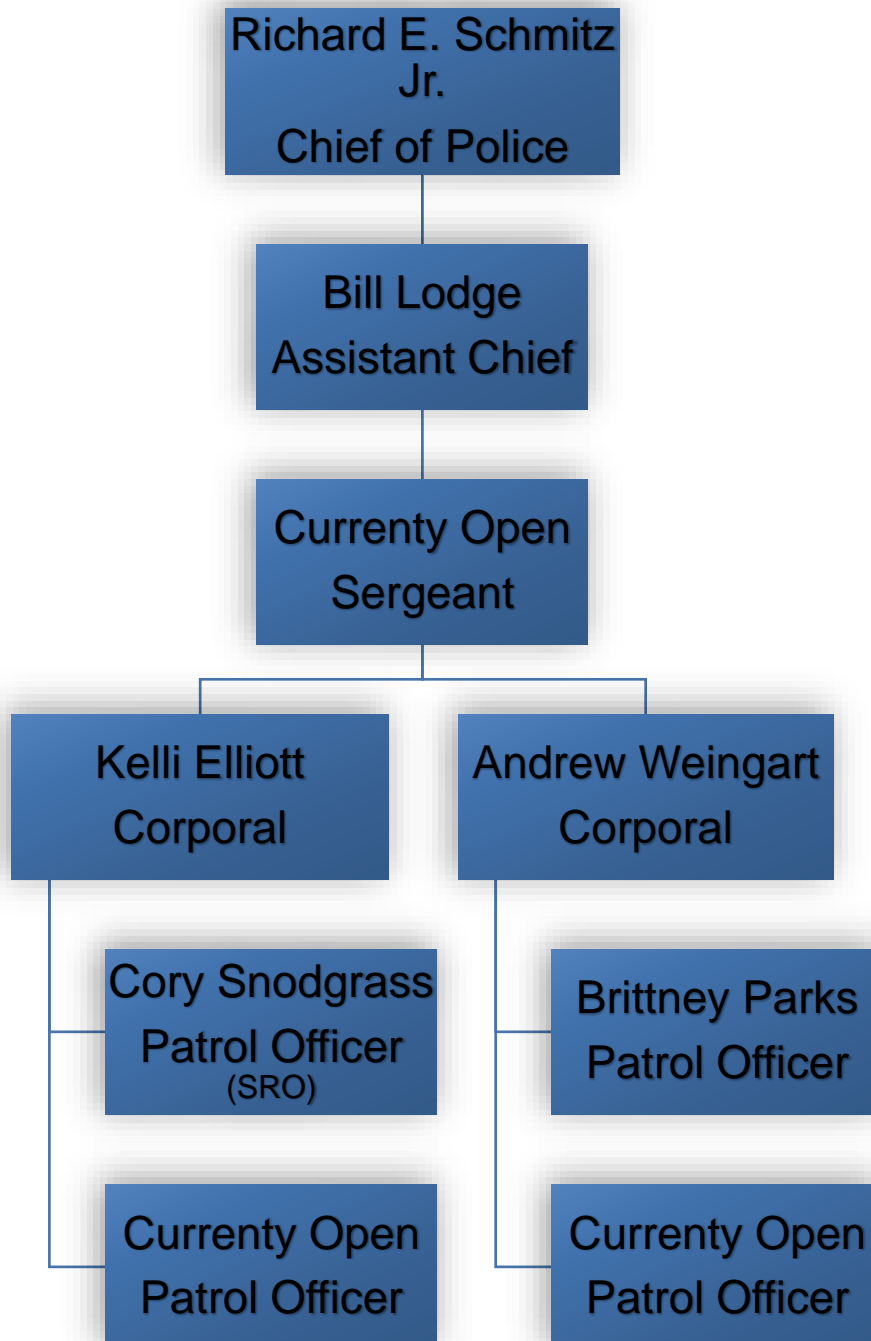 Richard E. Schmitz
Jr.
Chief of Police
Bill Lodge
Assistant Chief
Currenty Open
Sergeant
Kelli Elliott
Corporal
Cory Snodgrass
Patrol Officer
(SRO)
Currenty Open
Patrol Officer
Andrew Weingart
Corporal
Brittney Parks
Patrol Officer
Currenty Open
Patrol Officer